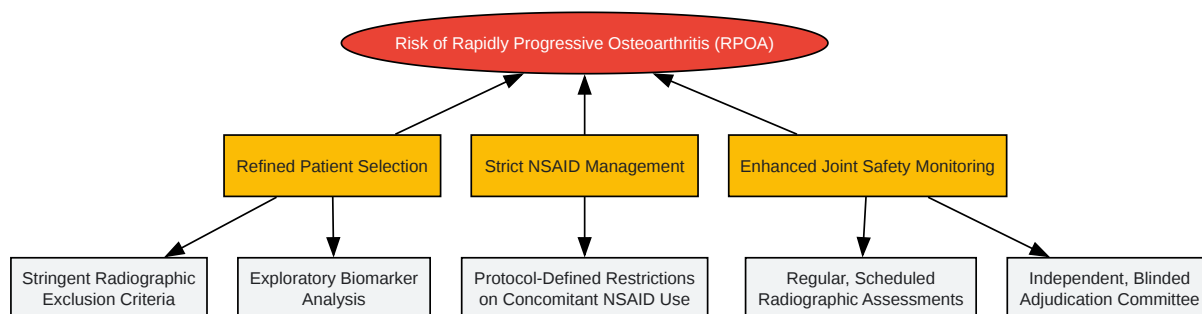 Risk of Rapidly Progressive Osteoarthritis (RPOA)
Refined Patient Selection
Strict NSAID Management
Enhanced Joint Safety Monitoring
Stringent Radiographic
Exclusion Criteria
Exploratory Biomarker
Analysis
Protocol-Defined Restrictions
on Concomitant NSAID Use
Regular, Scheduled
Radiographic Assessments
Independent, Blinded
Adjudication Committee